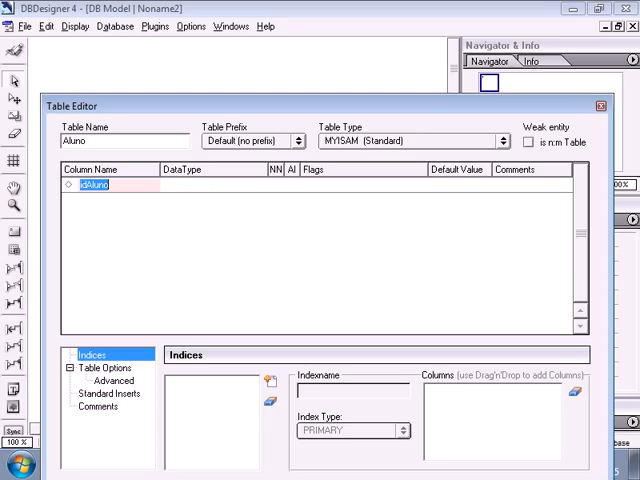 DBDesigner 4 - [DB Model | Noname2]
File Edit Display Database Plugins Options Windows Help
Navigator & Info
Navigator Info
Table Editor
Table Name Table Prefix Table Type Weak entity
Aluno Default (no prefix) MYISAM (Standard) is n:m Table
Column Name DataType NN AI Flags Default Value Comments
idAluno
Indices
Table Options
Advanced
Standard Inserts
Comments
Indices
Indexname
Index Type:
PRIMARY
Columns (use Drag'n'Drop to add Columns)
Sync
100 %